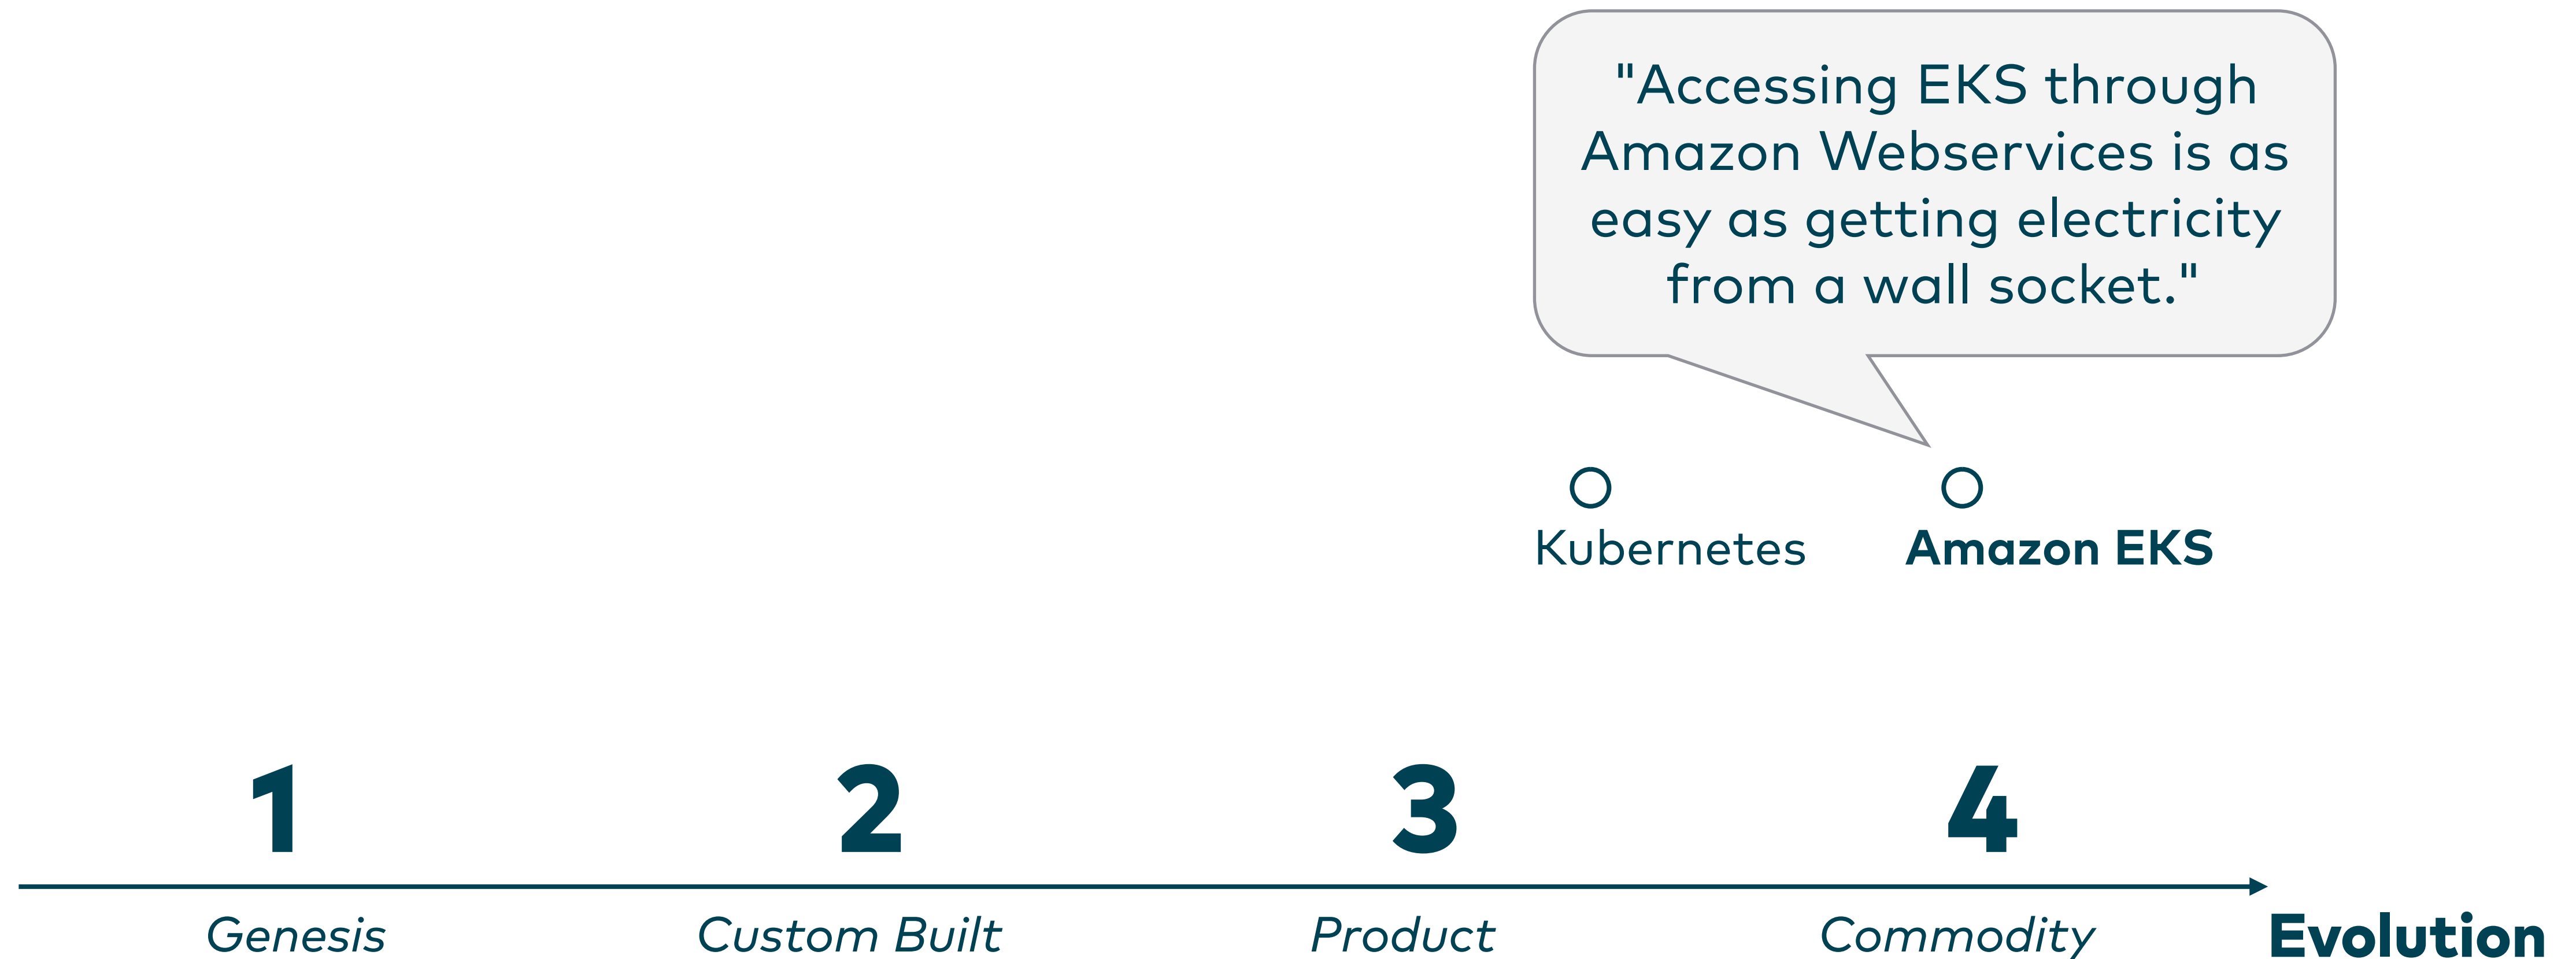 "Accessing EKS through
Amazon Webservices is as
easy as getting electricity
from a wall socket."
Kubernetes
Amazon EKS
1
2
3
4
Genesis
Custom Built
Product
Commodity
Evolution